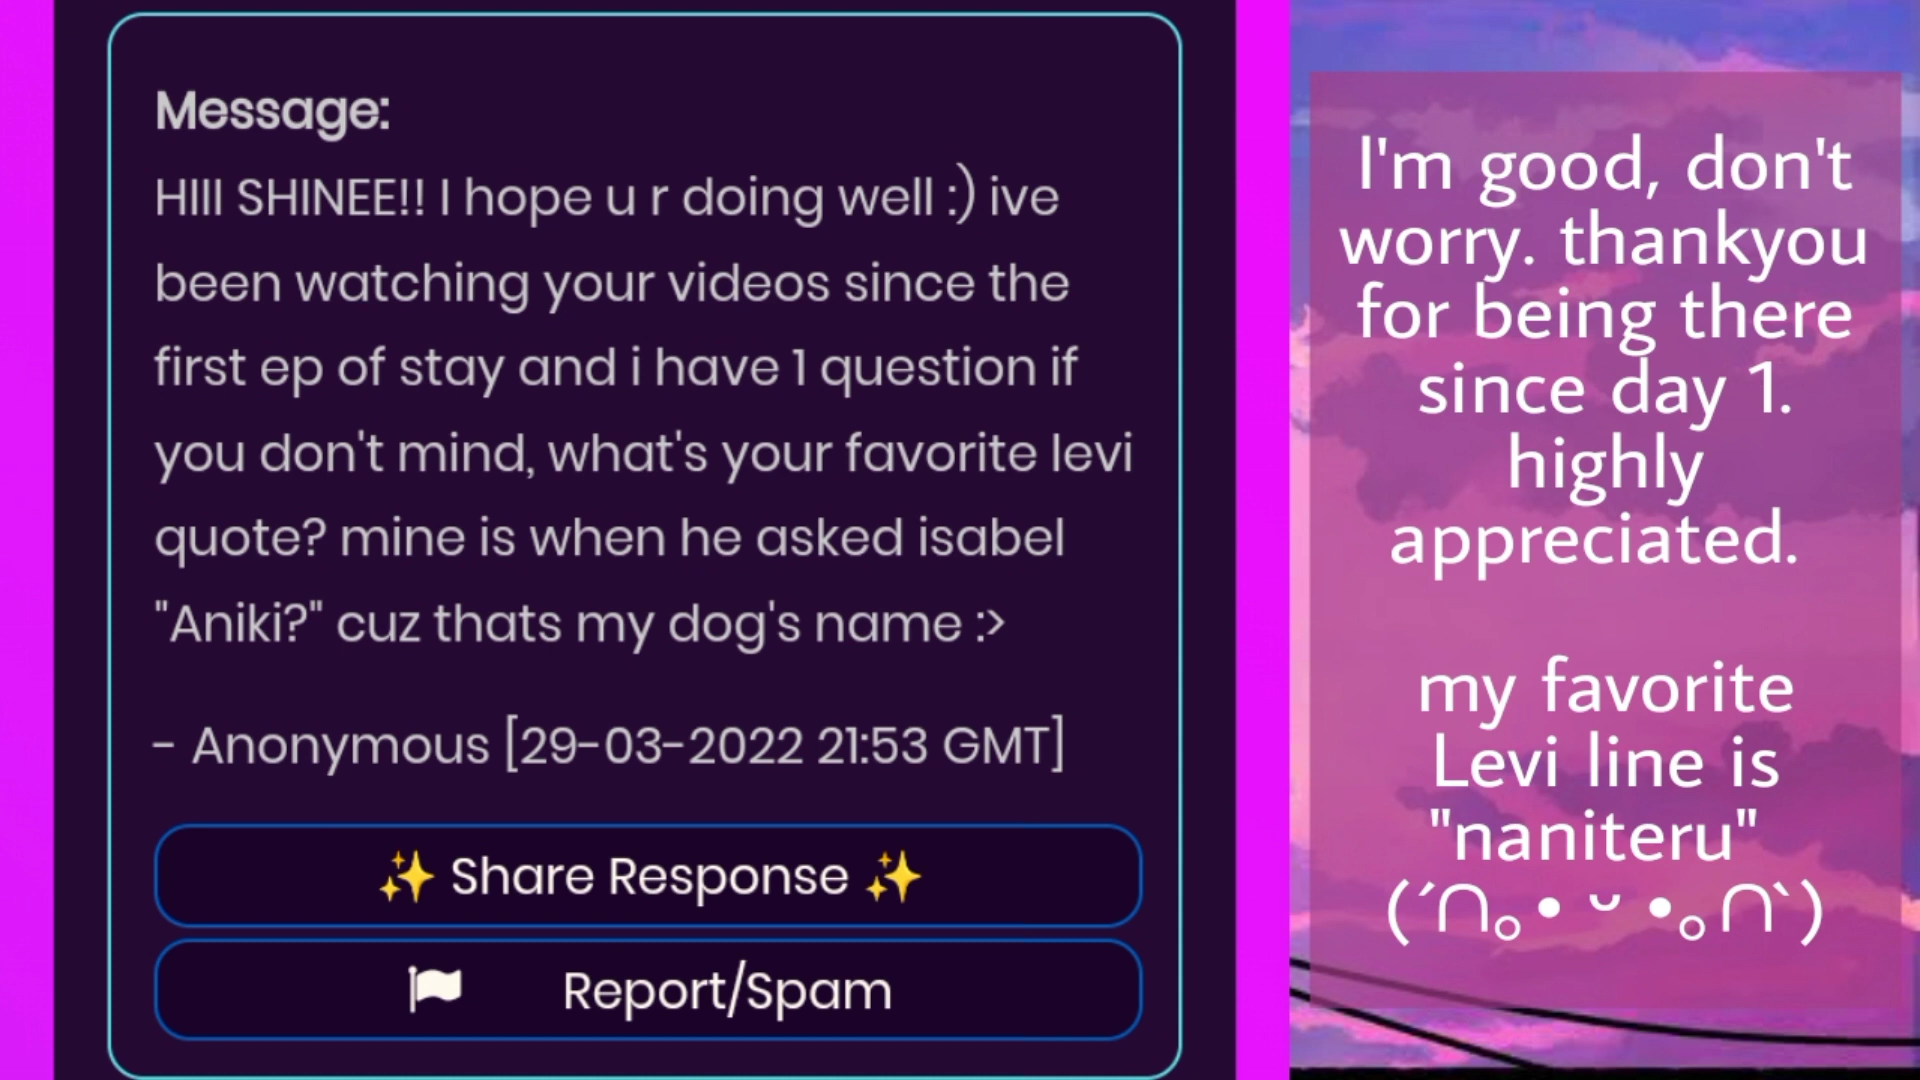 Message:
HIII SHINEE!! I hope u r doing well :) ive
been watching your videos since the
first ep of stay and i have 1 question if
you don't mind, what's your favorite levi
quote? mine is when he asked isabel
"Aniki?" cuz thats my dog's name :>
- Anonymous [29-03-2022 21:53 GMT]
✨ Share Response ✨
Report/Spam
I'm good, don't
worry. thankyou
for being there
since day 1.
highly
appreciated.
my favorite
Levi line is
"naniteru"
(´∩｡• ᵕ •｡∩`)